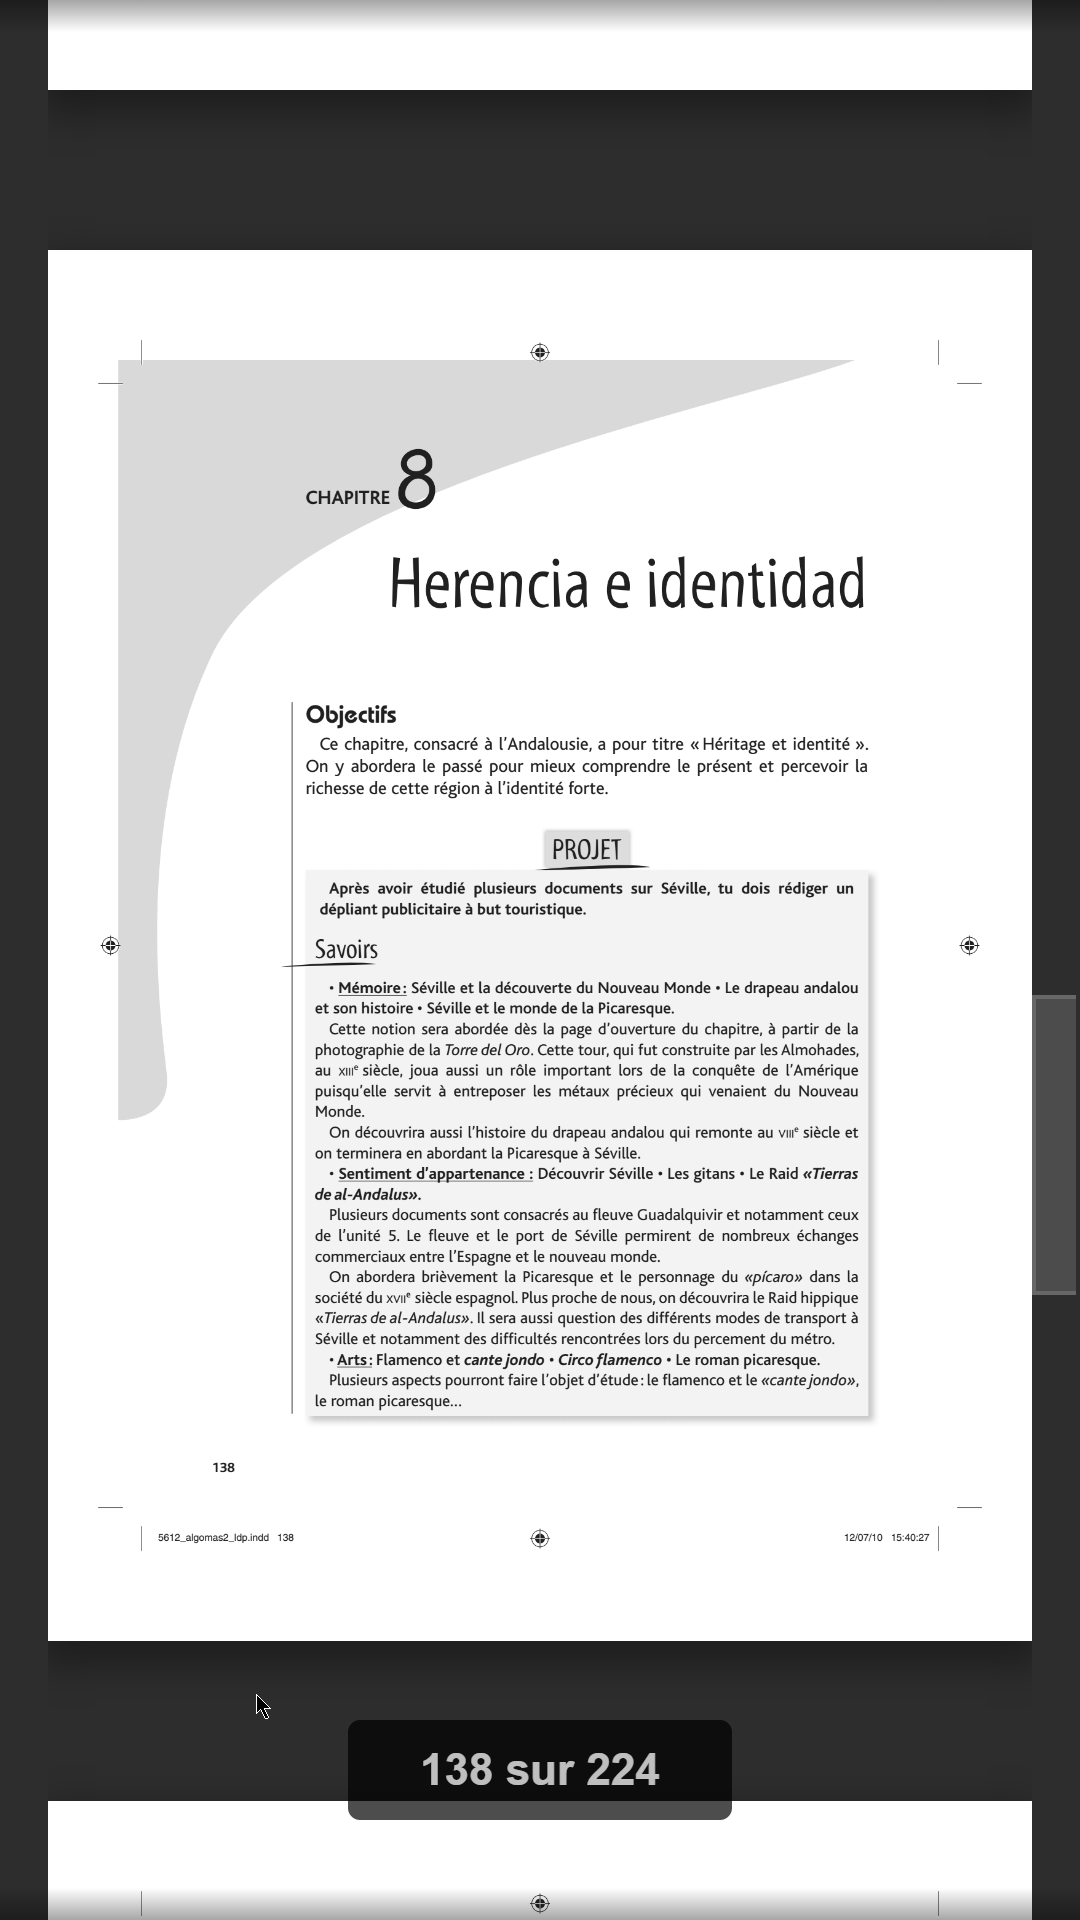 CHAPITRE 8
Herencia e identidad
Objectifs
Ce chapitre, consacré à l’Andalousie, a pour titre « Héritage et identité ».
On y abordera le passé pour mieux comprendre le présent et percevoir la
richesse de cette région à l’identité forte.
PROJET
Après avoir étudié plusieurs documents sur Séville, tu dois rédiger un
dépliant publicitaire à but touristique.
Savoirs
• Mémoire : Séville et la découverte du Nouveau Monde • Le drapeau andalou
et son histoire • Séville et le monde de la Picaresque.
Cette notion sera abordée dès la page d’ouverture du chapitre, à partir de la
photographie de la Torre del Oro. Cette tour, qui fut construite par les Almohades,
au XIIIe siècle, joua aussi un rôle important lors de la conquête de l’Amérique
puisqu’elle servit à entreposer les métaux précieux qui venaient du Nouveau
Monde.
On découvrira aussi l’histoire du drapeau andalou qui remonte au VIIIe siècle et
on terminera en abordant la Picaresque à Séville.
• Sentiment d’appartenance : Découvrir Séville • Les gitans • Le Raid «Tierras
de al-Andalus».
Plusieurs documents sont consacrés au fleuve Guadalquivir et notamment ceux
de l’unité 5. Le fleuve et le port de Séville permirent de nombreux échanges
commerciaux entre l’Espagne et le nouveau monde.
On abordera brièvement la Picaresque et le personnage du «pícaro» dans la
société du XVIIe siècle espagnol. Plus proche de nous, on découvrira le Raid hippique
«Tierras de al-Andalus». Il sera aussi question des différents modes de transport à
Séville et notamment des difficultés rencontrées lors du percement du métro.
• Arts : Flamenco et cante jondo • Circo flamenco • Le roman picaresque.
Plusieurs aspects pourront faire l’objet d’étude : le flamenco et le «cante jondo»,
le roman picaresque...
138
5612_algomas2_ldp.indd 138
12/07/10 15:40:27
138 sur 224